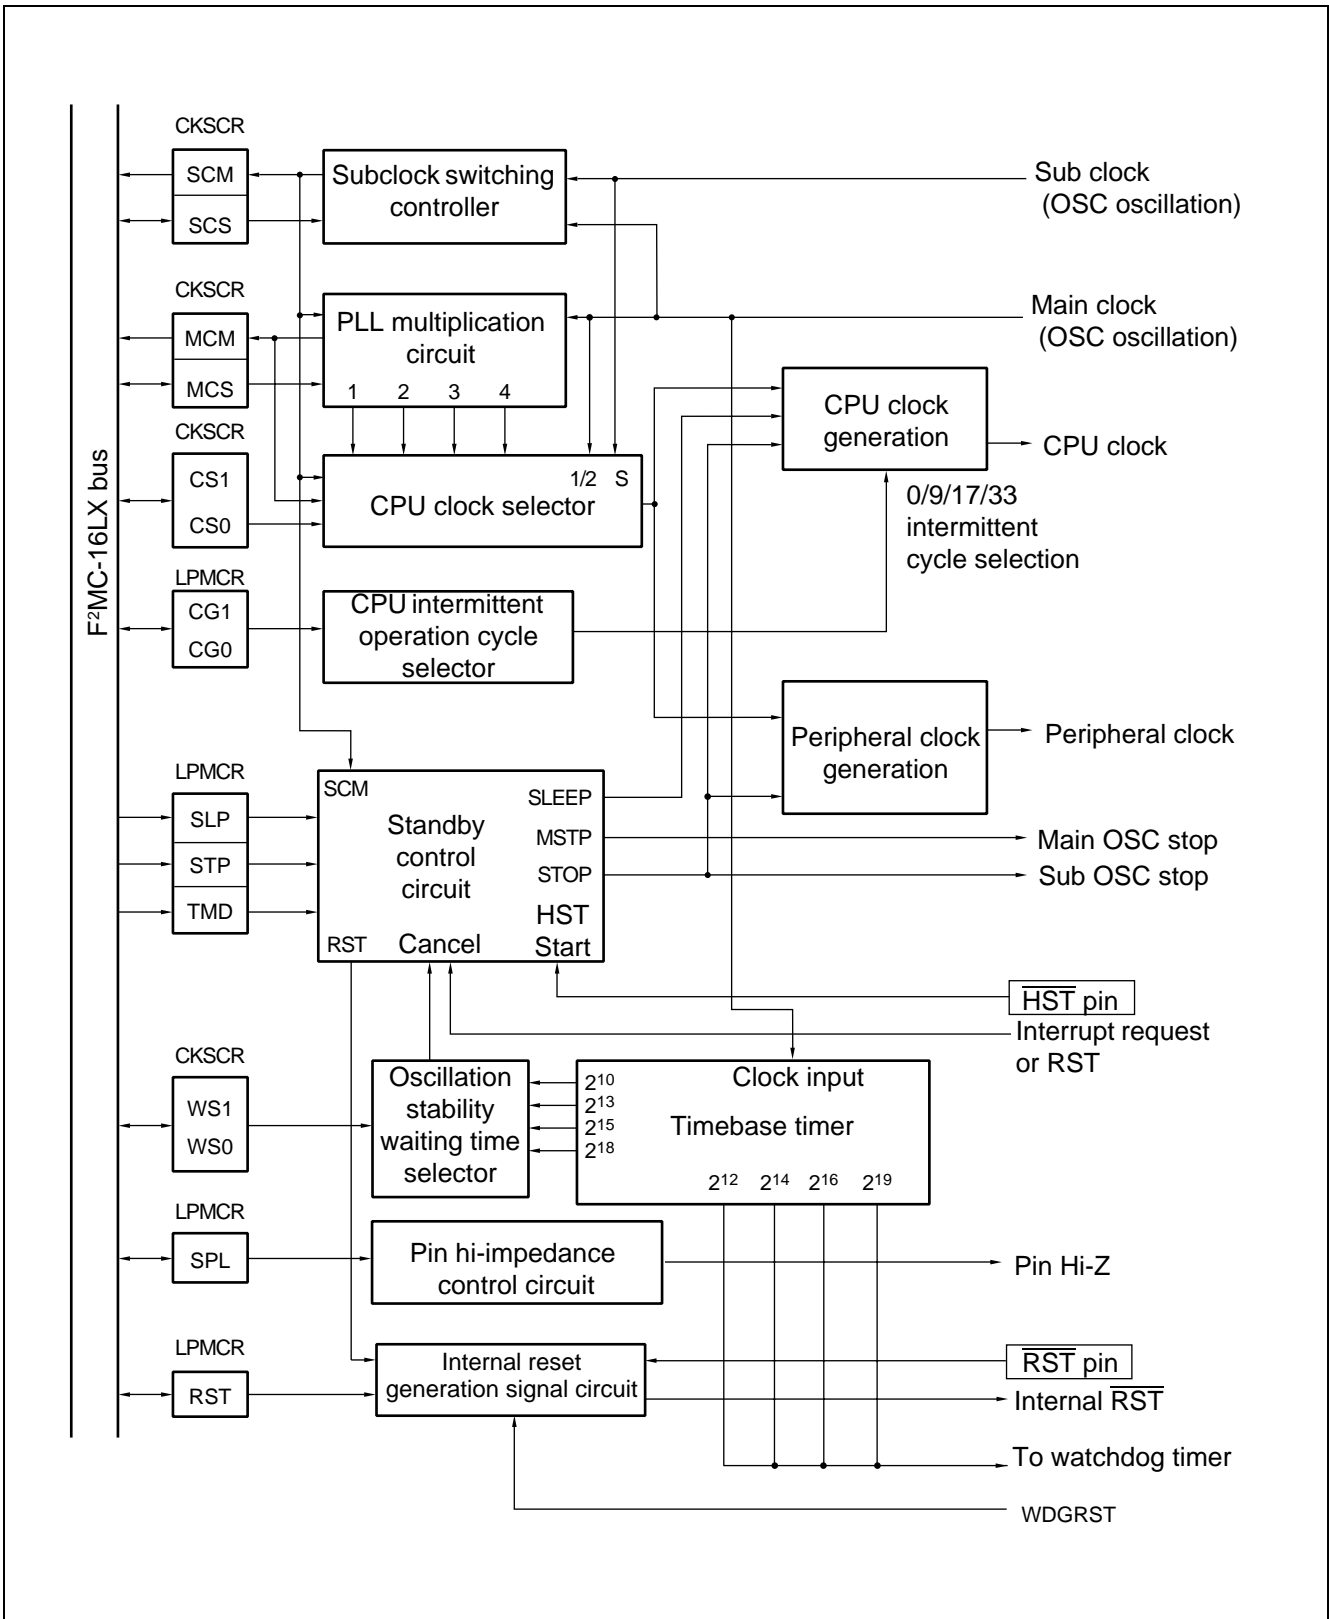 CKSCR
SCM
SCS
Subclock switching
controller
Sub clock
(OSC oscillation)
CKSCR
MCM
MCS
PLL multiplication
circuit
1 2 3 4
Main clock
(OSC oscillation)
CKSCR
CS1
CS0
1/2 S
CPU clock selector
CPU clock
generation
CPU clock
0/9/17/33
intermittent
cycle selection
F²MC-16LX bus
LPMCR
CG1
CG0
CPU intermittent
operation cycle
selector
Peripheral clock
generation
Peripheral clock
LPMCR
SLP
STP
TMD
SCM
Standby
control
circuit
SLEEP
MSTP
STOP
HST
Start
RST
Cancel
Main OSC stop
Sub OSC stop
H̅S̅T̅ pin
Interrupt request
or RST
CKSCR
WS1
WS0
Oscillation
stability
waiting time
selector
2¹⁰
2¹³
2¹⁵
2¹⁸
Clock input
Timebase timer
2¹² 2¹⁴ 2¹⁶ 2¹⁹
LPMCR
SPL
Pin hi-impedance
control circuit
Pin Hi-Z
LPMCR
RST
Internal reset
generation signal circuit
R̅S̅T̅ pin
Internal R̅S̅T̅
To watchdog timer
WDGRST